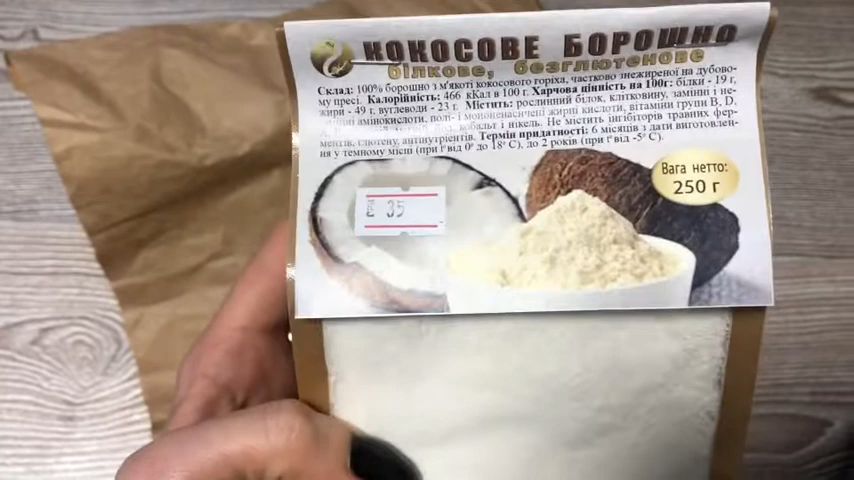 КОКОСОВЕ БОРОШНО
білкове, безглютенове
Склад: 100% борошно з м'якоті кокосового горіха, частково знежиреної на дубово-
му пресі. Калорійність: 466 кКал в 100 г. Харчова цінність на 100г: білки - 19 г,
жири - 49 г, вуглеводи - 23 г. Містить: рослинний білок, клітковину, замінні і не-
амінокислоти, полі- і мононенасичені жирні кислоти, вітаміни групи В, D,
кобальт і нікель. Не містить інгібіторів травних фер-
ментів, глютену, антинутрієнтів. Термін придатності: 6 місяців з дати виготовлен-
ня у темному місці (при t° від 0° до 18°C), до 2 років (при t° від -5°C).
Вага нетто:
250 г
35